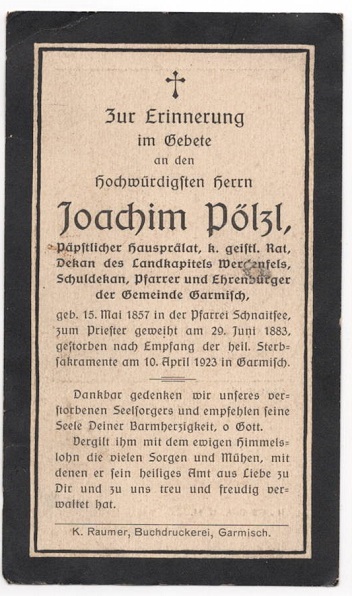 Zur Erinnerung
im Gebete
an den
Hochwürdigsten Herrn
Joachim Pölzl,
Päpstlicher Hausprälat, k. geistl. Rat,
Dekan des Landkapitels Werdenfels,
Schuldekan, Pfarrer und Ehrenbürger
der Gemeinde Garmisch,
geb. 15. Mai 1857 in der Pfarrei Schnaitsee,
zum Priester geweiht am 29. Juni 1883,
gestorben nach Empfang der heil. Sterb-
sakramente am 10. April 1923 in Garmisch.
Dankbar gedenken wir unseres ver-
storbenen Seelsorgers und empfehlen seine
Seele Deiner Barmherzigkeit, o Gott.
Vergilt ihm mit dem ewigen Himmels-
lohn die vielen Sorgen und Mühen, mit
denen er sein heiliges Amt aus Liebe zu
Dir und zu uns treu und freudig ver-
waltet hat.
K. Raumer, Buchdruckerei, Garmisch.